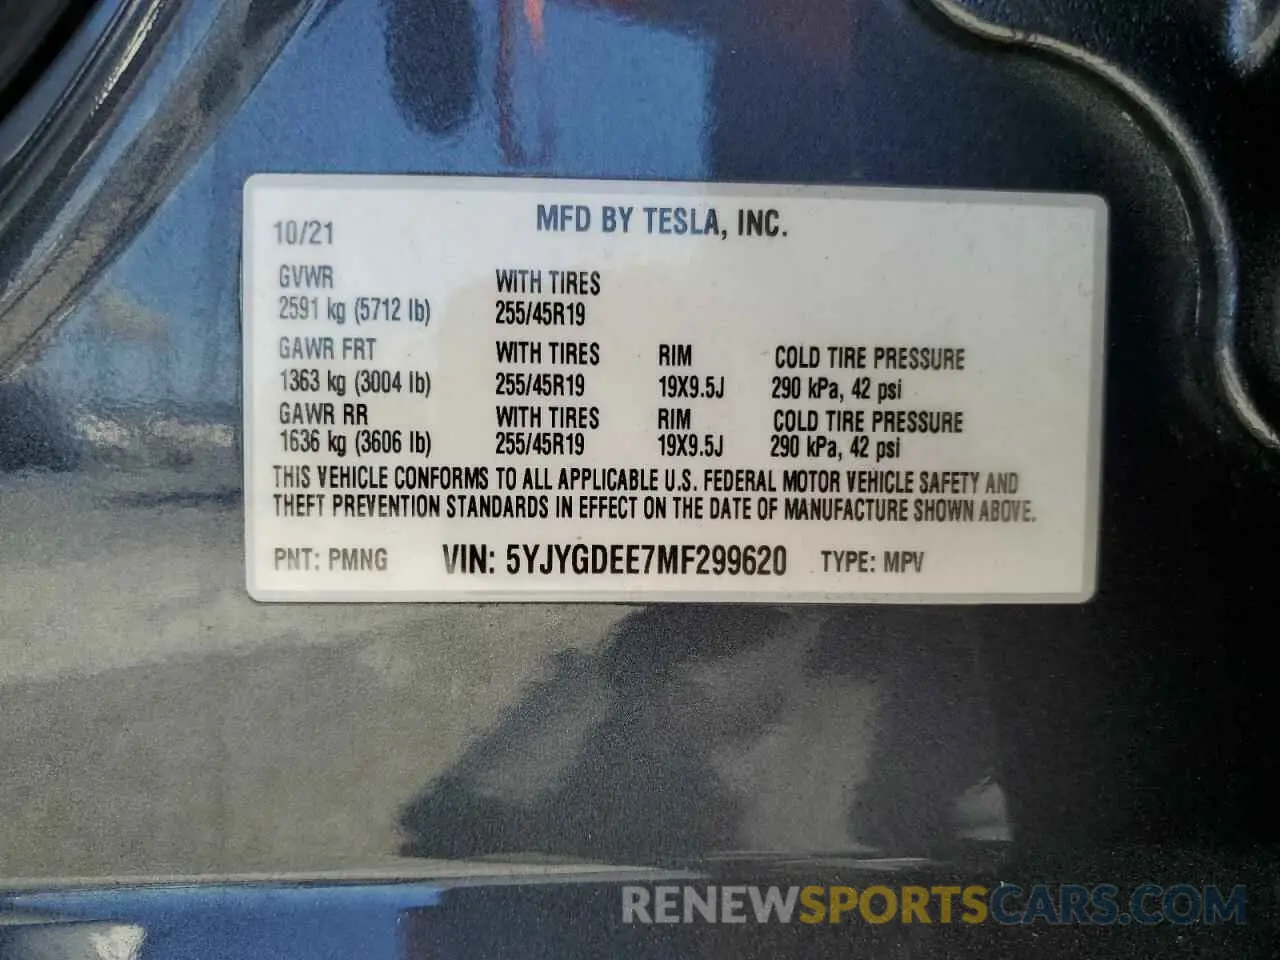 10/21 MFD BY TESLA, INC.
GVWR WITH TIRES
2591 kg (5712 lb) 255/45R19
GAWR FRT WITH TIRES RIM COLD TIRE PRESSURE
1363 kg (3004 lb) 255/45R19 19X9.5J 290 kPa, 42 psi
GAWR RR WITH TIRES RIM COLD TIRE PRESSURE
1636 kg (3606 lb) 255/45R19 19X9.5J 290 kPa, 42 psi
THIS VEHICLE CONFORMS TO ALL APPLICABLE U.S. FEDERAL MOTOR VEHICLE SAFETY AND
THEFT PREVENTION STANDARDS IN EFFECT ON THE DATE OF MANUFACTURE SHOWN ABOVE.
PNT: PMNG VIN: 5YJYGDEE7MF299620 TYPE: MPV
RENEWSPORTSCARS.COM